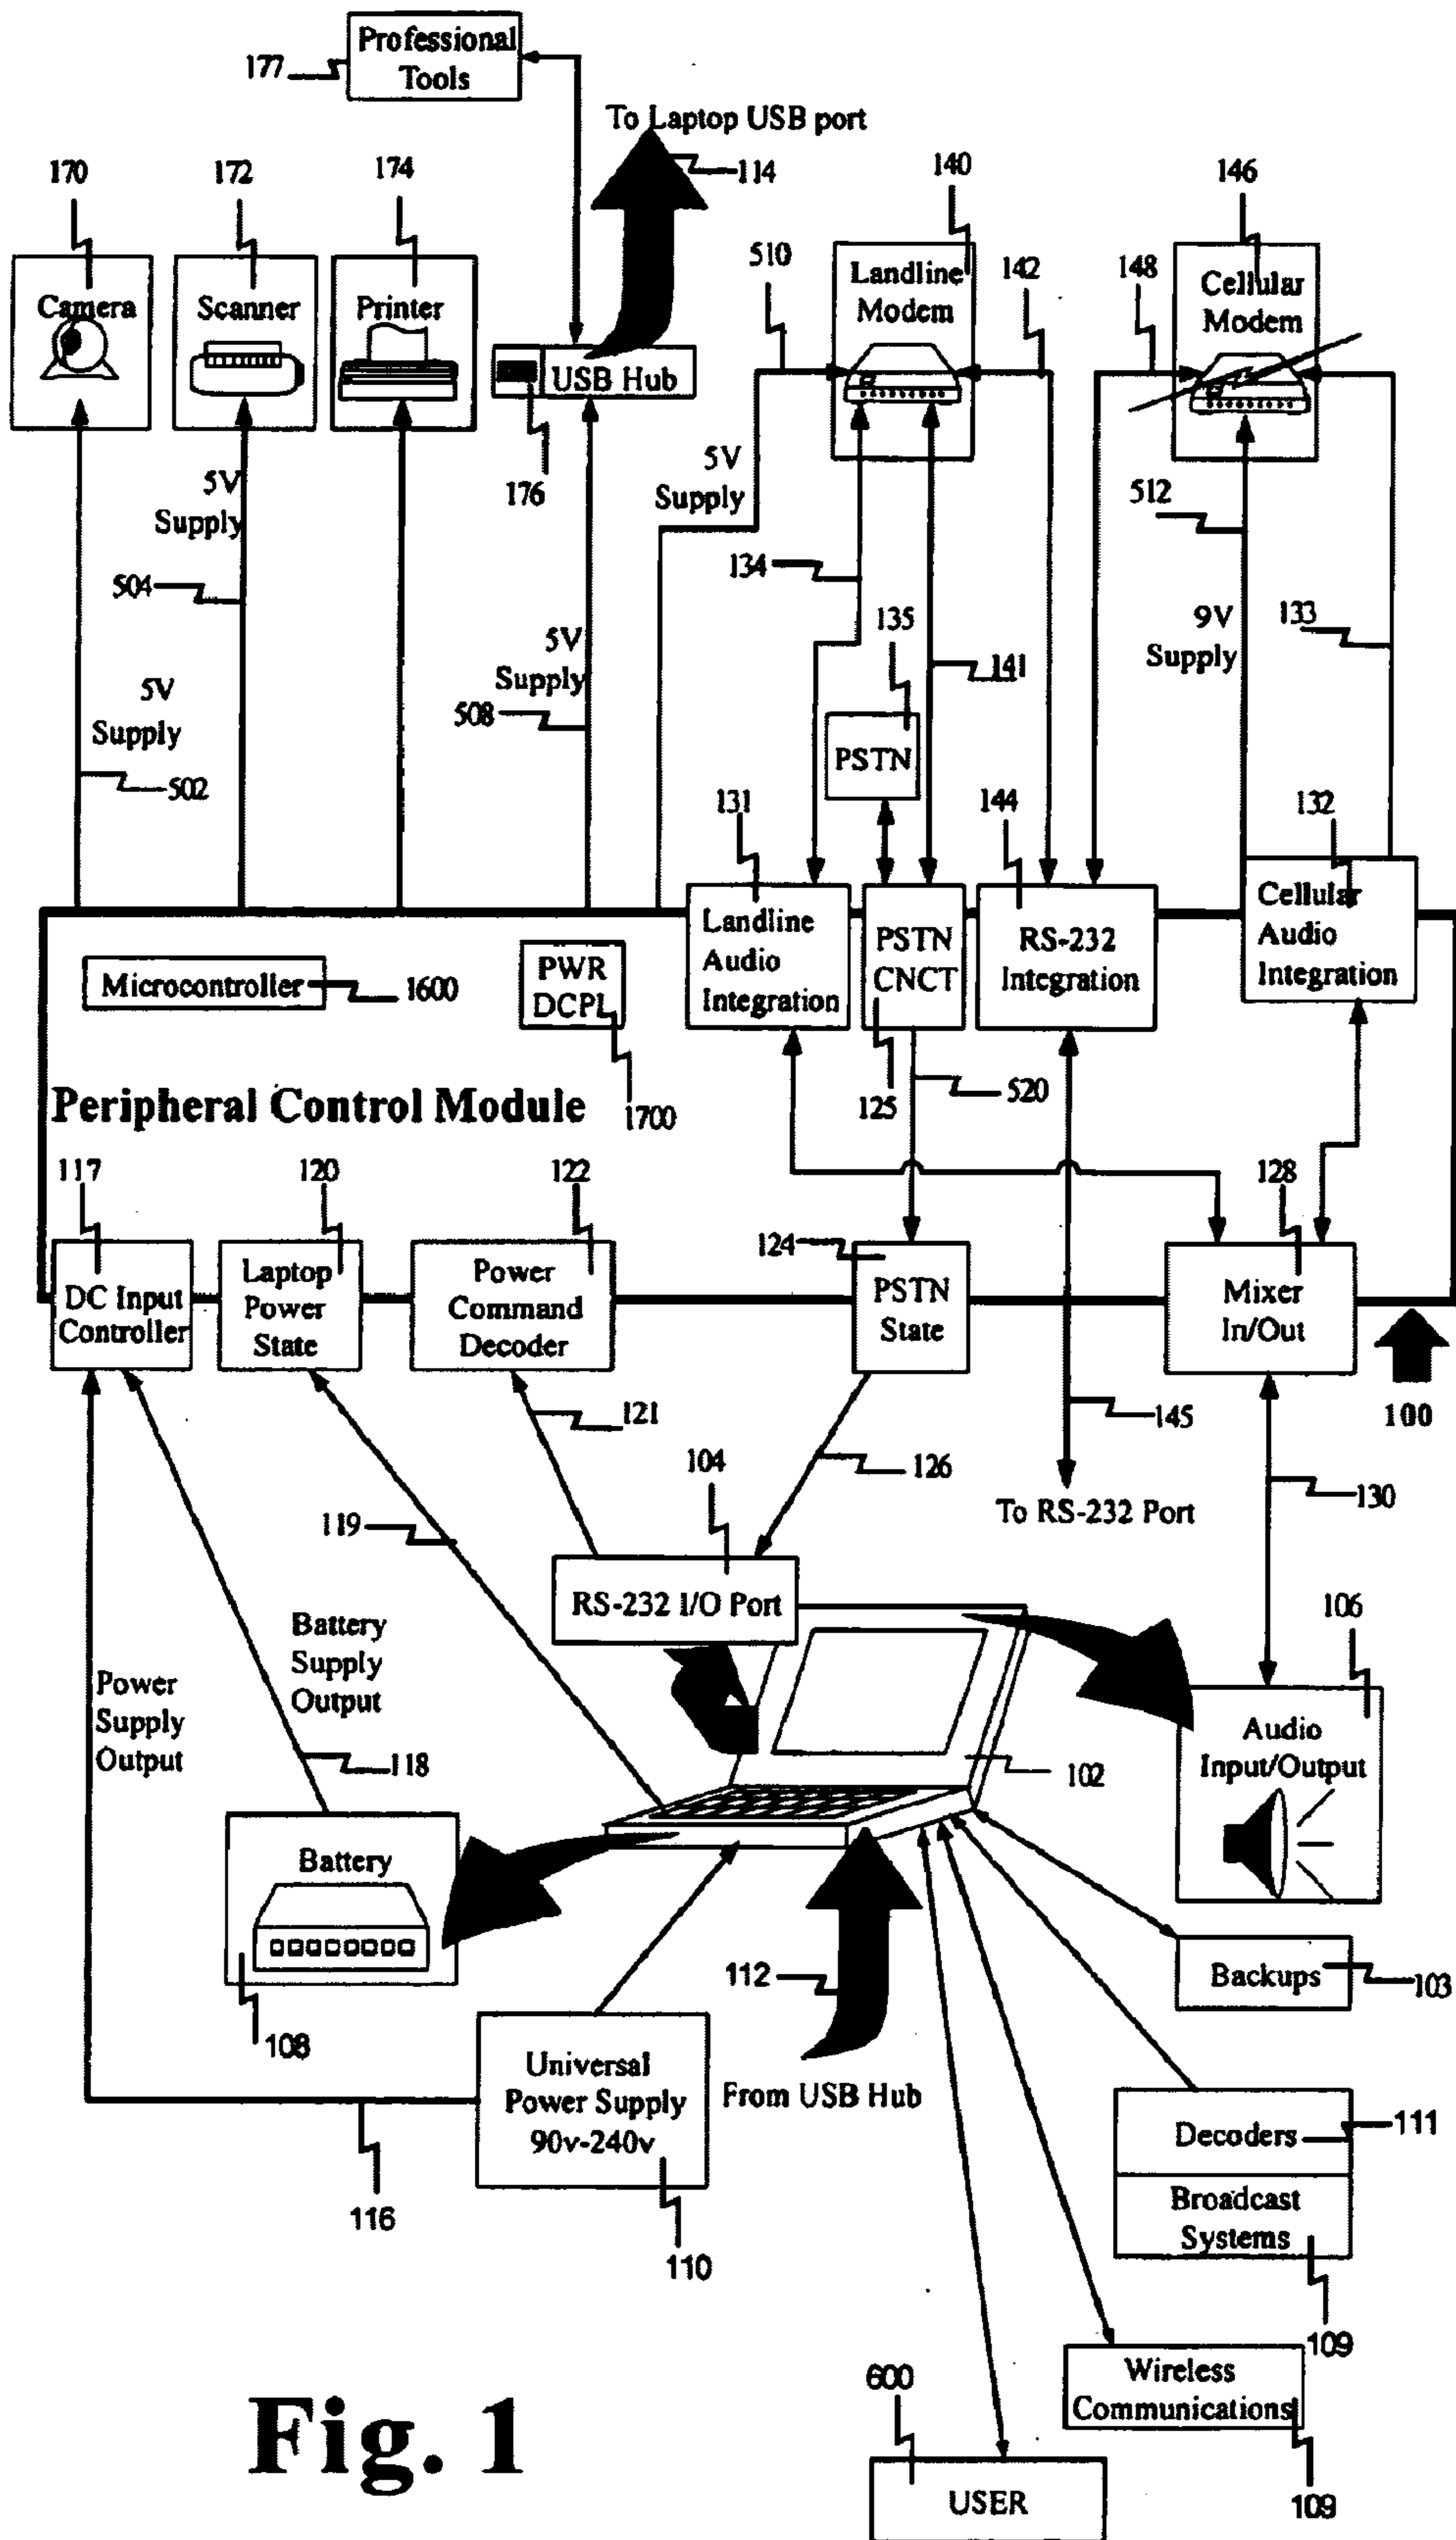 Professional
Tools
177
To Laptop USB port
114
170
172
174
140
146
Camera
Scanner
Printer
510
Landline
Modem
142
148
Cellular
Modem
USB Hub
176
5V
Supply
504
5V
Supply
502
5V
Supply
508
5V
Supply
134
135
141
PSTN
512
9V
Supply
133
131
144
132
Landline
Audio
Integration
PSTN
CNCT
RS-232
Integration
Cellular
Audio
Integration
Microcontroller
1600
PWR
DCPL
1700
125
520
Peripheral Control Module
117
120
122
124
128
DC Input
Controller
Laptop
Power
State
Power
Command
Decoder
PSTN
State
Mixer
In/Out
100
121
126
145
130
119
104
To RS-232 Port
RS-232 I/O Port
106
Power
Supply
Output
Battery
Supply
Output
118
102
Audio
Input/Output
Battery
108
112
Backups
103
Universal
Power Supply
90v-240v
From USB Hub
116
110
Decoders
111
Broadcast
Systems
109
Wireless
Communications
109
600
USER
Fig. 1